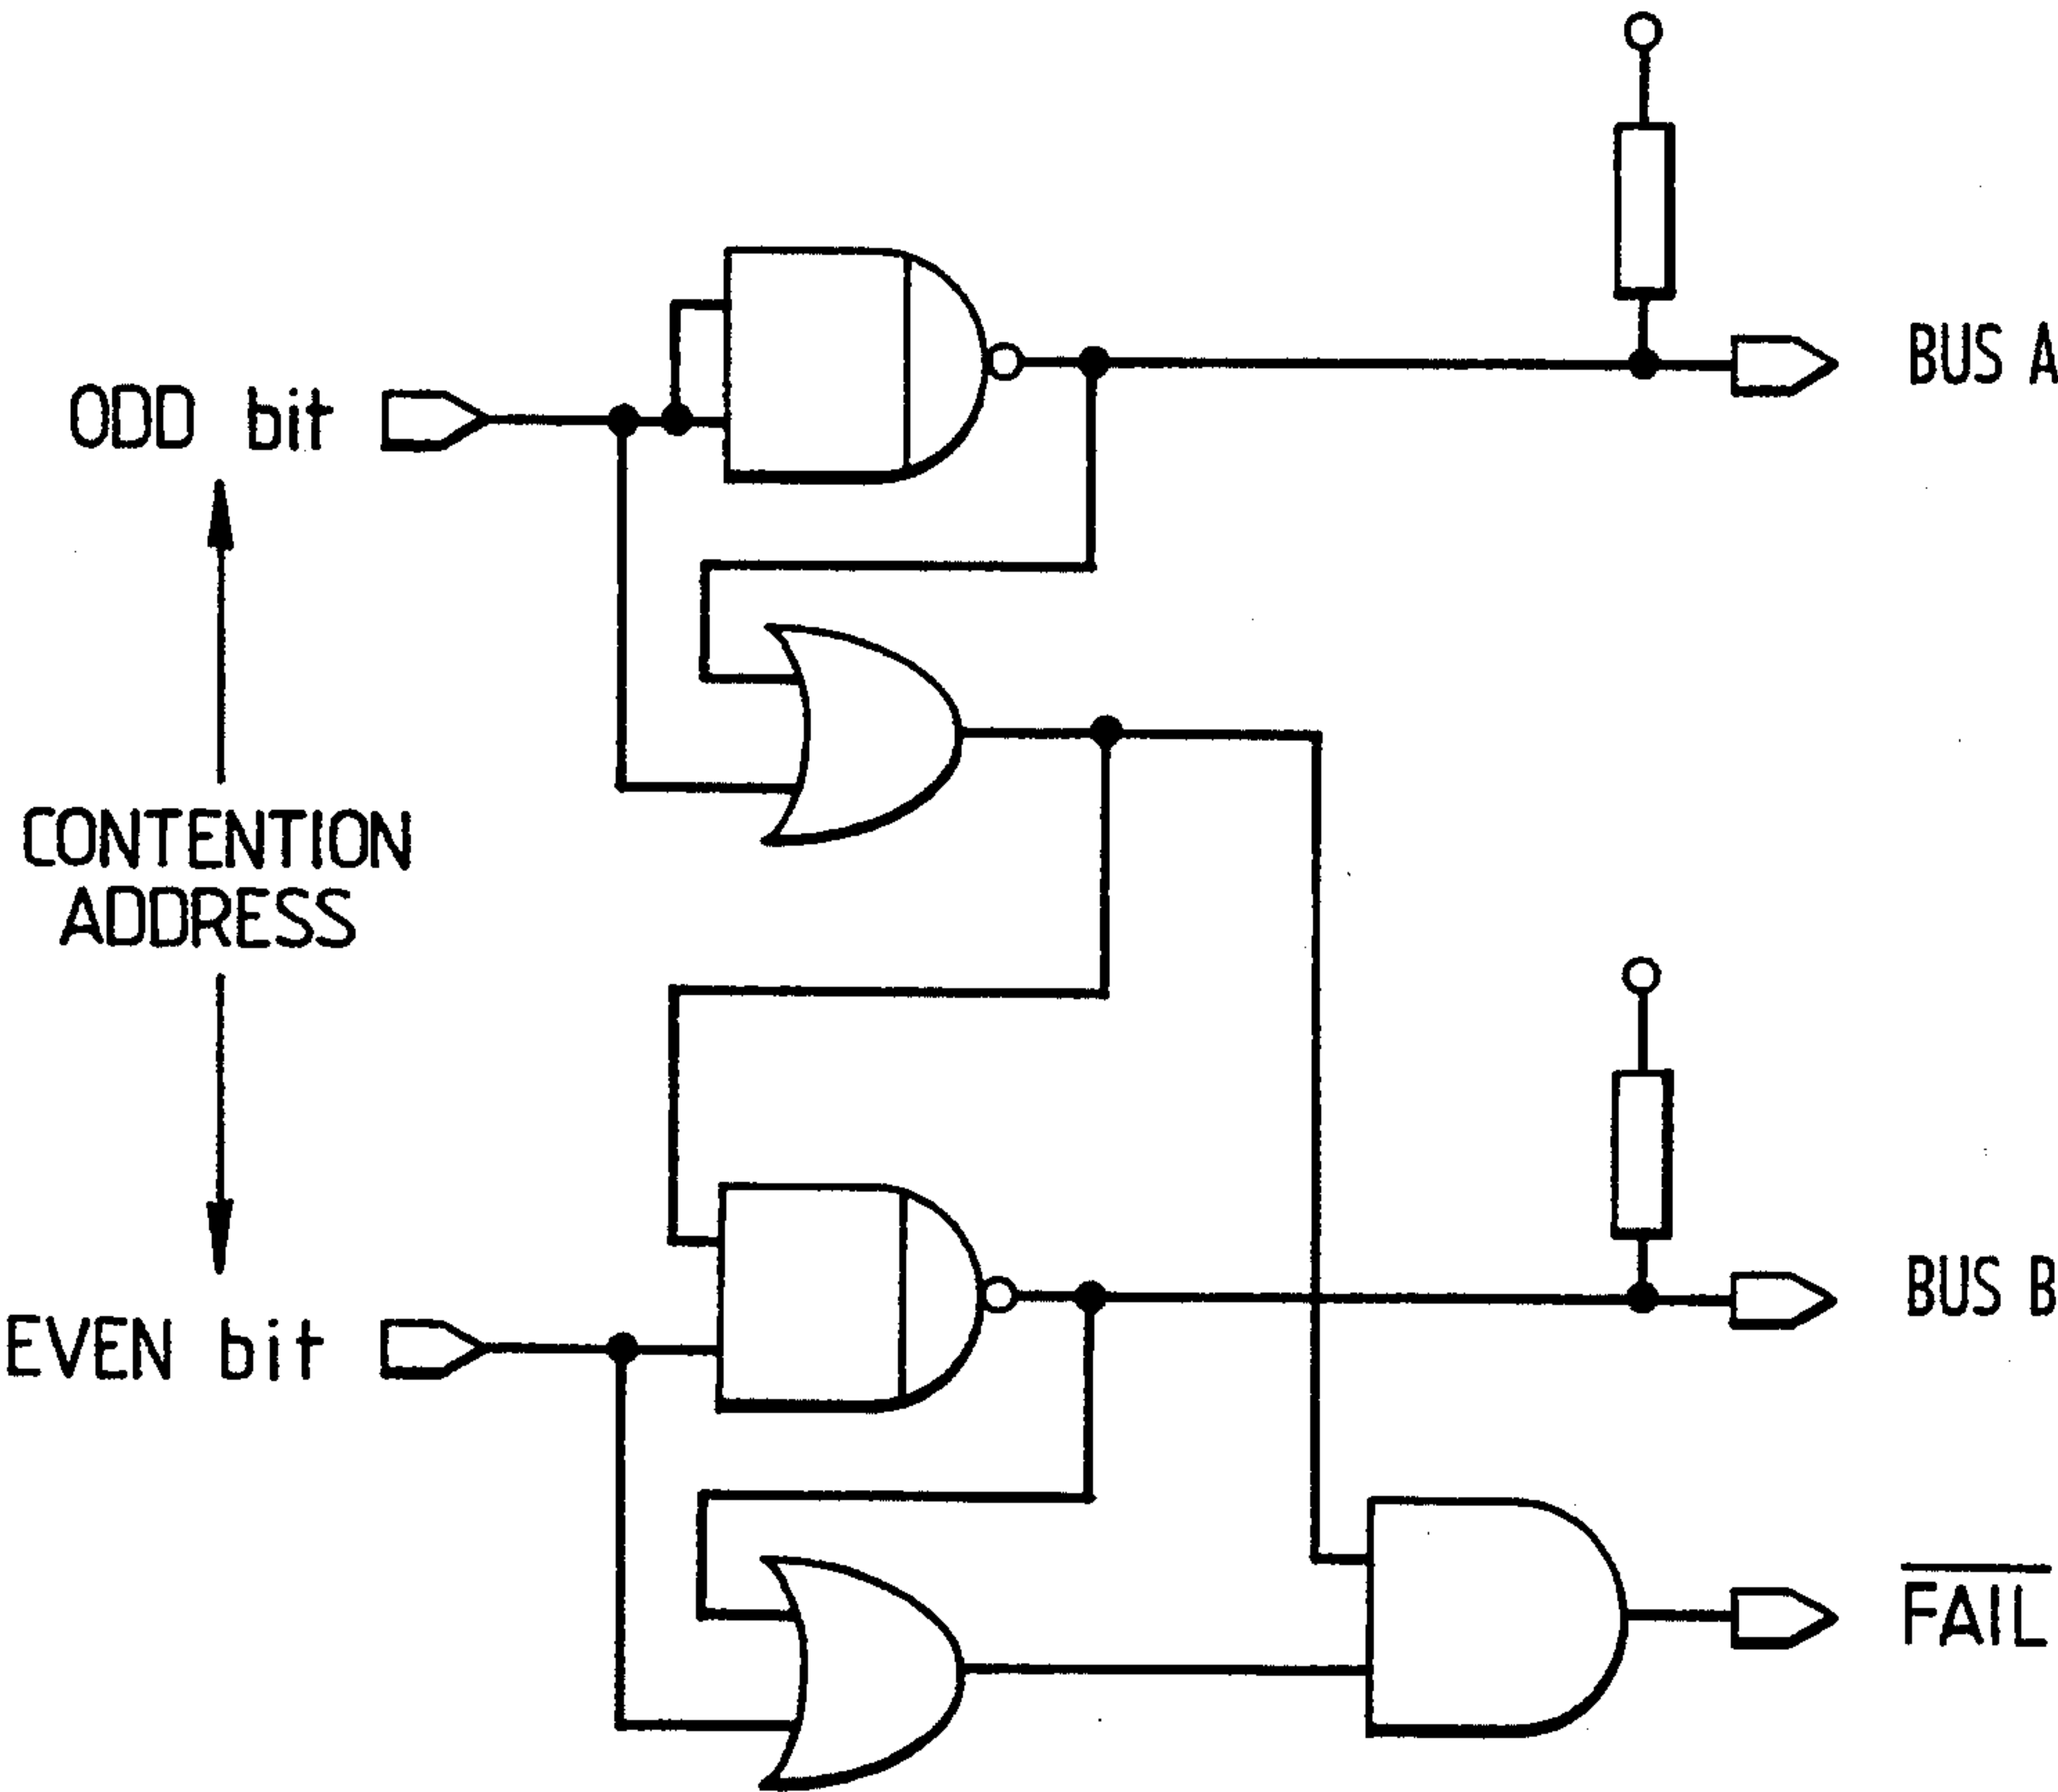 BUS A
ODD bit
CONTENTION
ADDRESS
BUS B
EVEN bit
FAIL